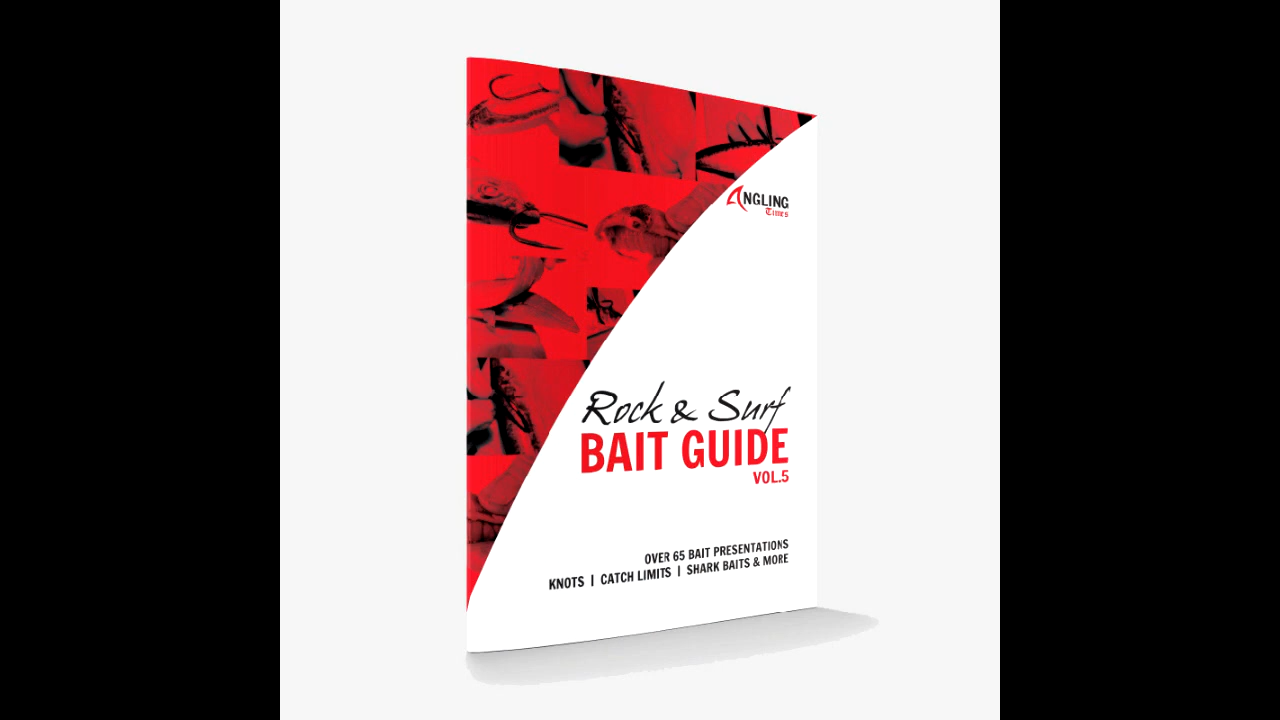 ANGLING
Times
Rock & Surf
BAIT GUIDE
VOL.5
OVER 65 BAIT PRESENTATIONS
KNOTS | CATCH LIMITS | SHARK BAITS & MORE